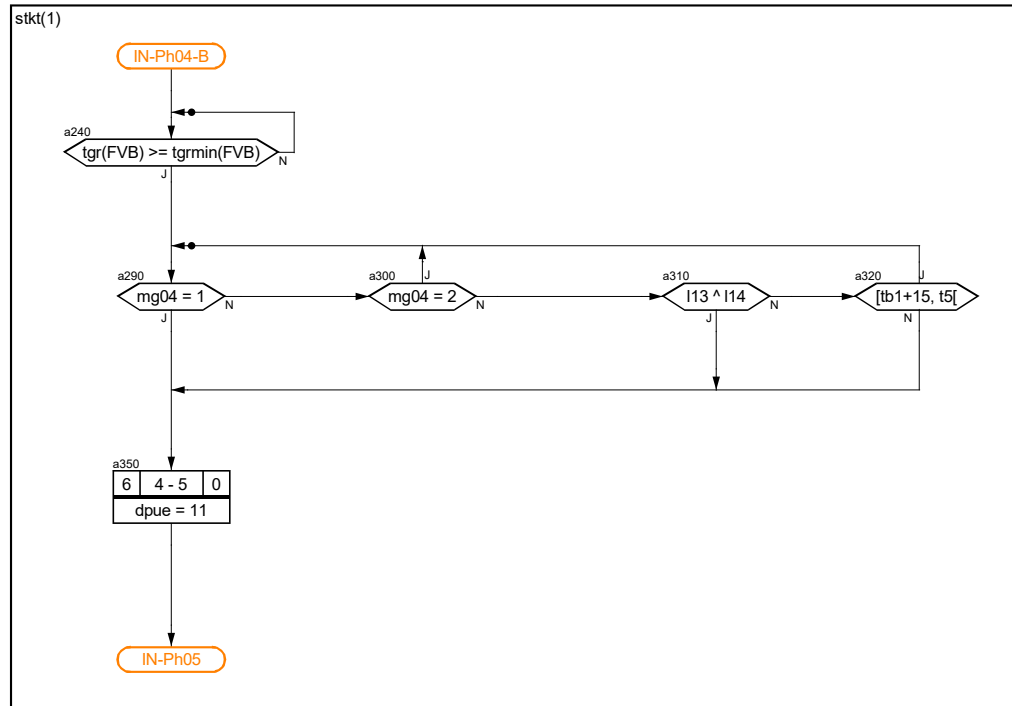 stkt(1)
IN-Ph04-B
a240
tgr(FVB) >= tgrmin(FVB)
N
J
a290
mg04 = 1
N
J
a300
mg04 = 2
J
N
a310
l13 ^ l14
N
J
a320
[tb1+15, t5[
J
N
a350
6 4 - 5 0
dpue = 11
IN-Ph05